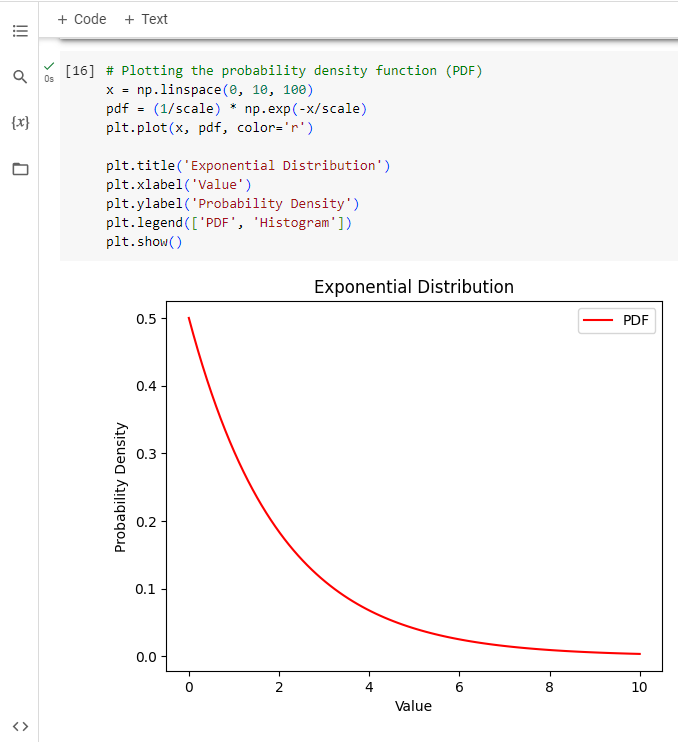 + Code + Text
0s
[16] # Plotting the probability density function (PDF)
x = np.linspace(0, 10, 100)
pdf = (1/scale) * np.exp(-x/scale)
plt.plot(x, pdf, color='r')
plt.title('Exponential Distribution')
plt.xlabel('Value')
plt.ylabel('Probability Density')
plt.legend(['PDF', 'Histogram'])
plt.show()
{x}
Exponential Distribution
PDF
0.5
0.4
0.3
0.2
0.1
0.0
Probability Density
0 2 4 6 8 10
Value
<>